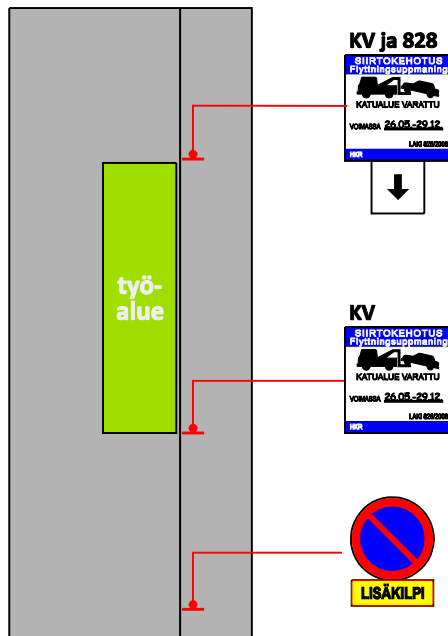 KV ja 828
SIIRTOKEHOTUS
Flyttningsuppmaning
KATUALUE VARATTU
VOIMASSA 26.05.-29.12.
LAKI 828/2008
HKR
työ-
alue
KV
SIIRTOKEHOTUS
Flyttningsuppmaning
KATUALUE VARATTU
VOIMASSA 26.05.-29.12.
LAKI 828/2008
HKR
LISÄKILPI